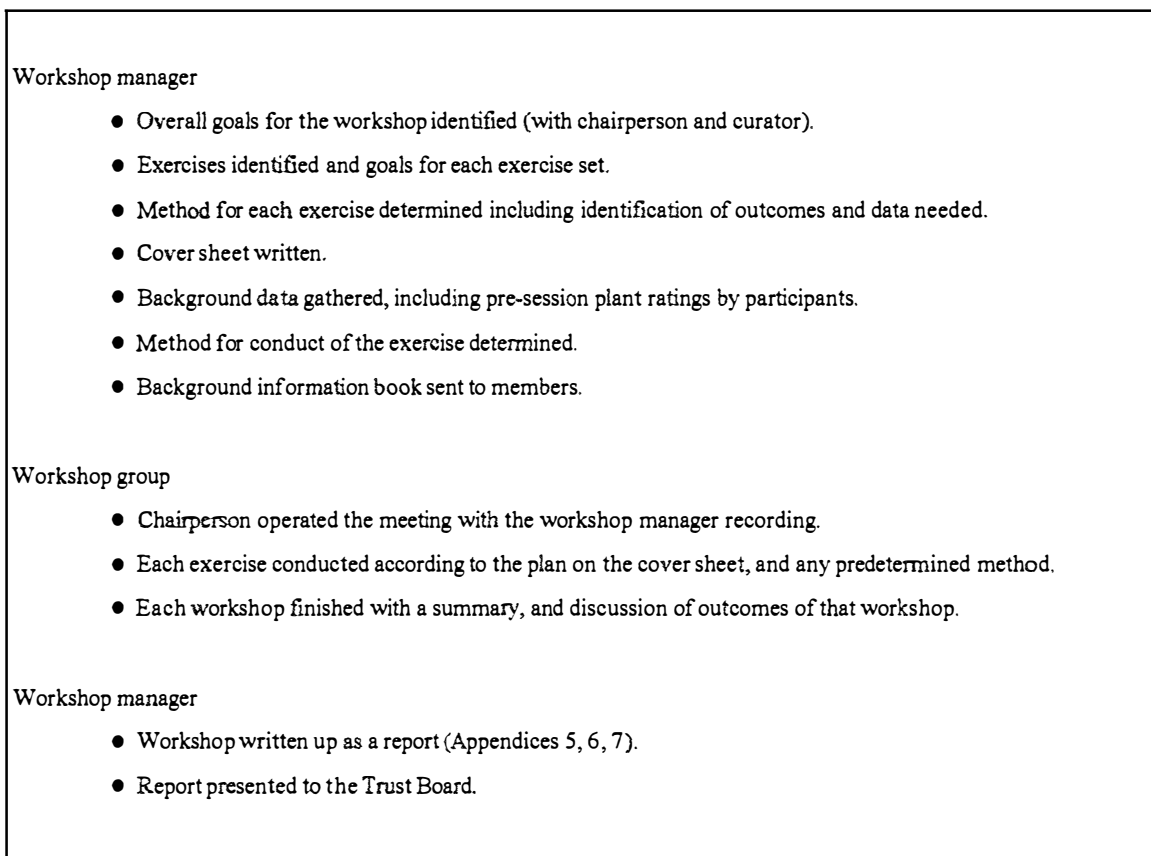 Workshop manager
● Overall goals for the workshop identified (with chairperson and curator).
● Exercises identified and goals for each exercise set.
● Method for each exercise determined including identification of outcomes and data needed.
● Cover sheet written.
● Background data gathered, including pre-session plant ratings by participants.
● Method for conduct of the exercise determined.
● Background information book sent to members.
Workshop group
● Chairperson operated the meeting with the workshop manager recording.
● Each exercise conducted according to the plan on the cover sheet, and any predetermined method.
● Each workshop finished with a summary, and discussion of outcomes of that workshop.
Workshop manager
● Workshop written up as a report (Appendices 5, 6, 7).
● Report presented to the Trust Board.